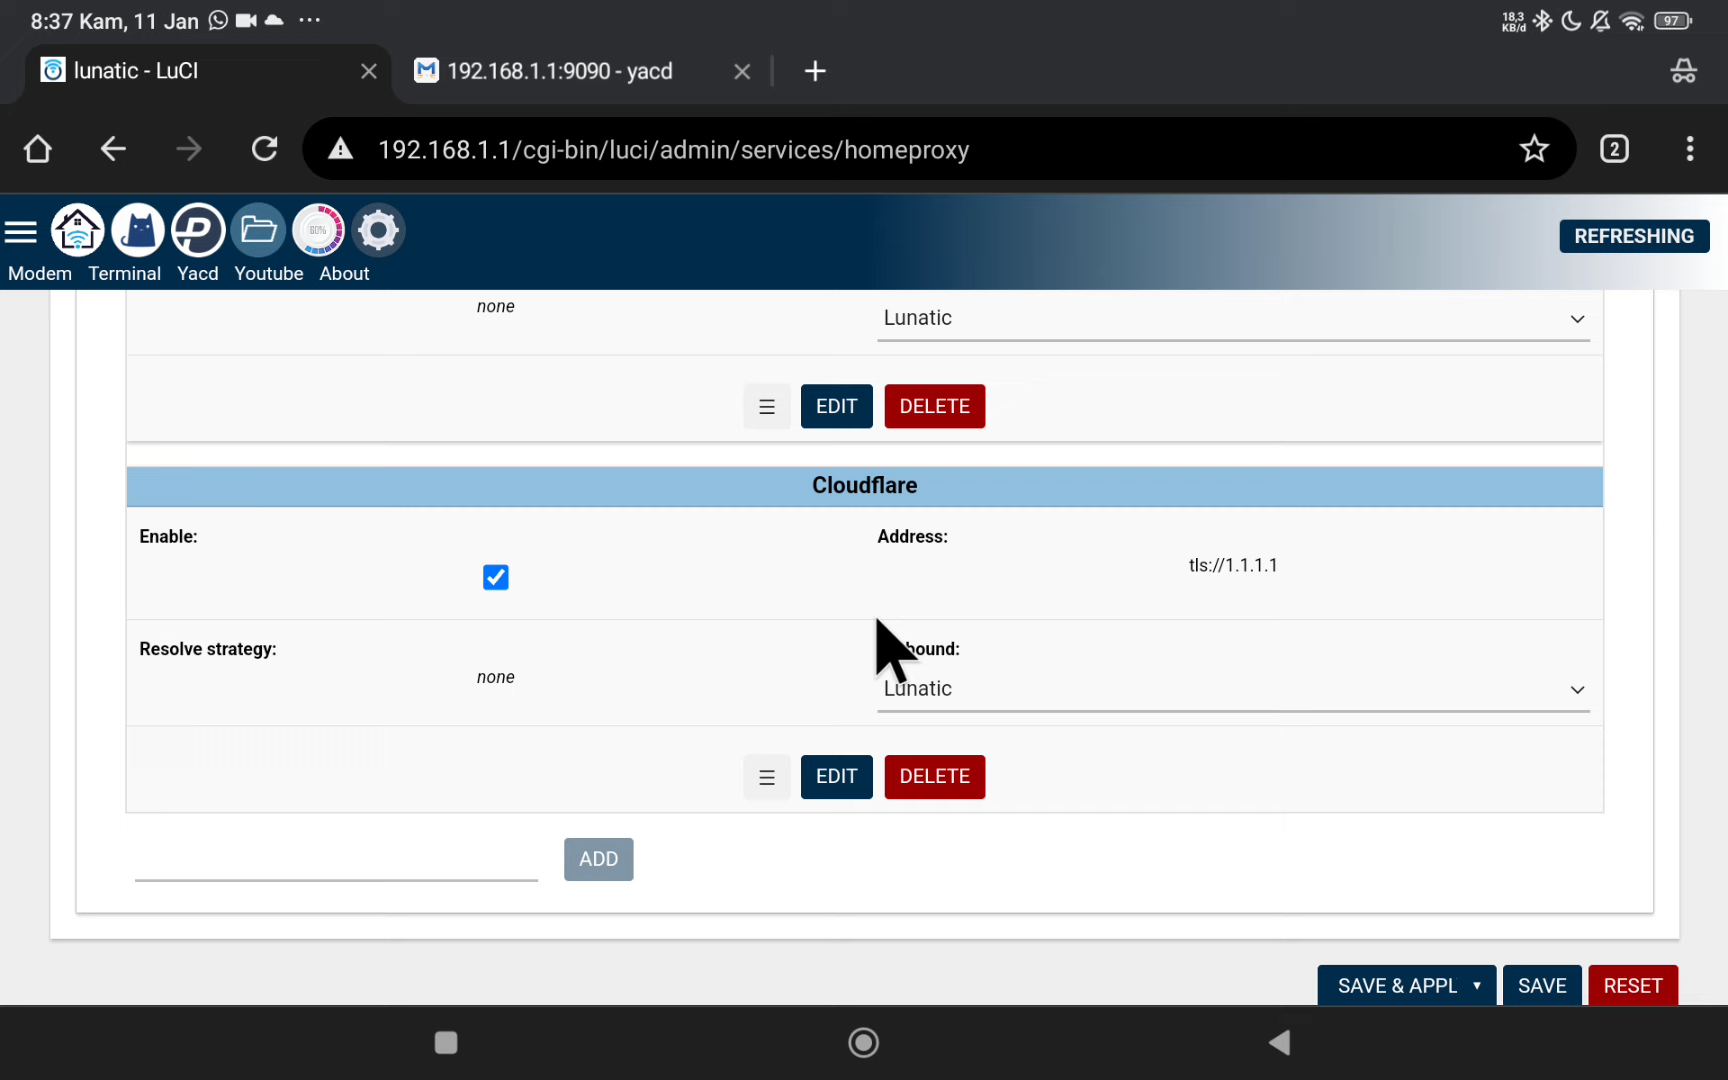 8:37 Kam, 11 Jan
18,3 KB/d
97
lunatic - LuCI
192.168.1.1:9090 - yacd
192.168.1.1/cgi-bin/luci/admin/services/homeproxy
2
60%
REFRESHING
Modem Terminal Yacd Youtube About
none
Lunatic
EDIT
DELETE
Cloudflare
Enable:
Address:
tls://1.1.1.1
Resolve strategy:
bound:
none
Lunatic
EDIT
DELETE
ADD
SAVE & APPL
SAVE
RESET